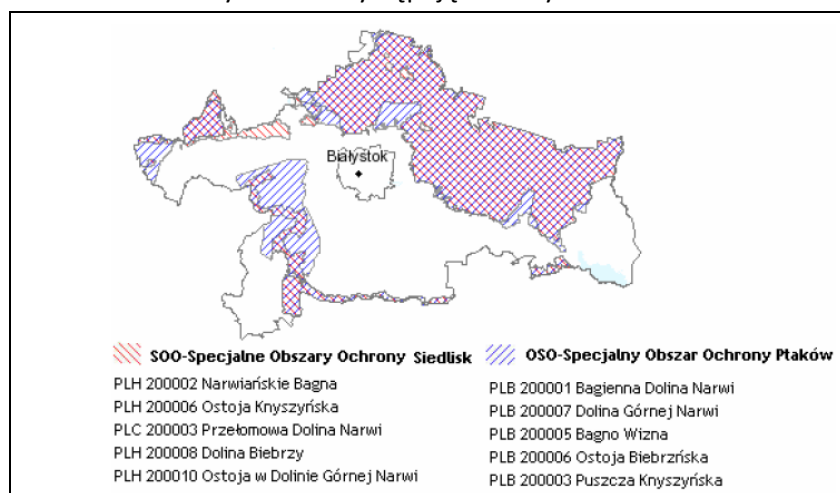 Białystok
SOO-Specjalne Obszary Ochrony Siedlisk
PLH 200002 Narwiańskie Bagna
PLH 200006 Ostoja Knyszyńska
PLC 200003 Przełomowa Dolina Narwi
PLH 200008 Dolina Biebrzy
PLH 200010 Ostoja w Dolinie Górnej Narwi
OSO-Specjalny Obszar Ochrony Ptaków
PLB 200001 Bagienna Dolina Narwi
PLB 200007 Dolina Górnej Narwi
PLB 200005 Bagno Wizna
PLB 200006 Ostoja Biebrzńska
PLB 200003 Puszcza Knyszyńska